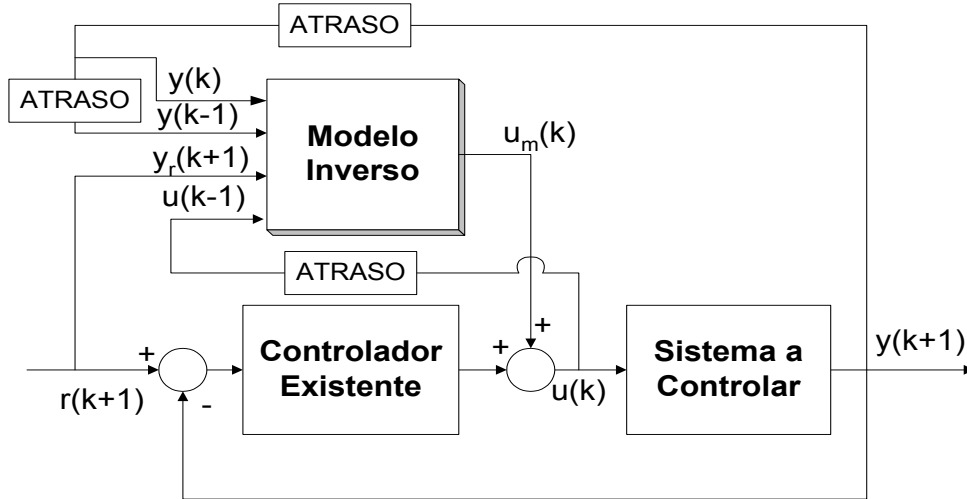 ATRASO
ATRASO
y(k)
y(k-1)
y_r(k+1)
u(k-1)
Modelo
Inverso
u_m(k)
ATRASO
+
+
+
-
r(k+1)
Controlador
Existente
u(k)
Sistema a
Controlar
y(k+1)